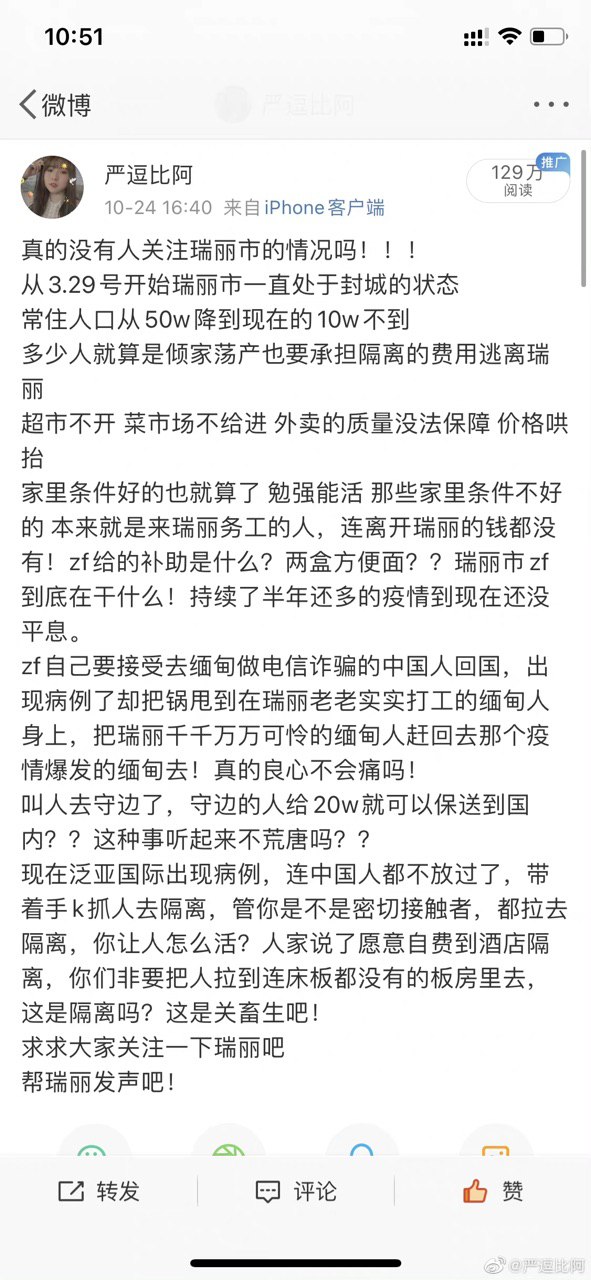 10:51
微博
严逗比阿
严逗比阿
10-24 16:40 来自iPhone客户端
129万
阅读
推广
真的没有人关注瑞丽市的情况吗！！！
从3.29号开始瑞丽市一直处于封城的状态
常住人口从50w降到现在的10w不到
多少人就算是倾家荡产也要承担隔离的费用逃离瑞
丽
超市不开 菜市场不给进 外卖的质量没法保障 价格哄
抬
家里条件好的也就算了 勉强能活 那些家里条件不好
的 本来就是来瑞丽务工的人，连离开瑞丽的钱都没
有！zf给的补助是什么？两盒方便面？？瑞丽市zf
到底在干什么！持续了半年还多的疫情到现在还没
平息。
zf自己要接受去缅甸做电信诈骗的中国人回国，出
现病例了却把锅甩到在瑞丽老老实实打工的缅甸人
身上，把瑞丽千千万万可怜的缅甸人赶回去那个疫
情爆发的缅甸去！真的良心不会痛吗！
叫人去守边了，守边的人给20w就可以保送到国
内？？这种事听起来不荒唐吗？？
现在泛亚国际出现病例，连中国人都不放过了，带
着手k抓人去隔离，管你是不是密切接触者，都拉去
隔离，你让人怎么活？人家说了愿意自费到酒店隔
离，你们非要把人拉到连床板都没有的板房里去，
这是隔离吗？这是关畜生吧！
求求大家关注一下瑞丽吧
帮瑞丽发声吧！
转发
评论
赞
@严逗比阿